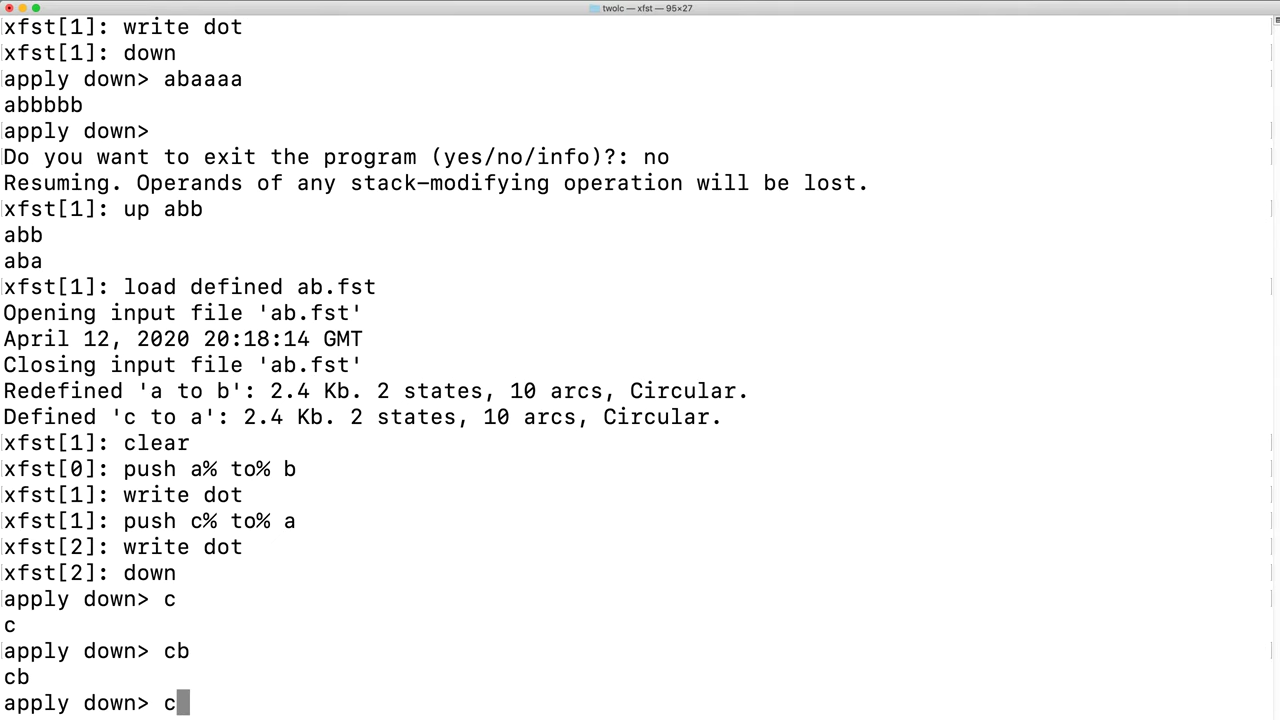 twolc — xfst — 95×27
xfst[1]: write dot
xfst[1]: down
apply down> abaaaa
abbbbb
apply down>
Do you want to exit the program (yes/no/info)?: no
Resuming. Operands of any stack-modifying operation will be lost.
xfst[1]: up abb
abb
aba
xfst[1]: load defined ab.fst
Opening input file 'ab.fst'
April 12, 2020 20:18:14 GMT
Closing input file 'ab.fst'
Redefined 'a to b': 2.4 Kb. 2 states, 10 arcs, Circular.
Defined 'c to a': 2.4 Kb. 2 states, 10 arcs, Circular.
xfst[1]: clear
xfst[0]: push a% to% b
xfst[1]: write dot
xfst[1]: push c% to% a
xfst[2]: write dot
xfst[2]: down
apply down> c
c
apply down> cb
cb
apply down> c